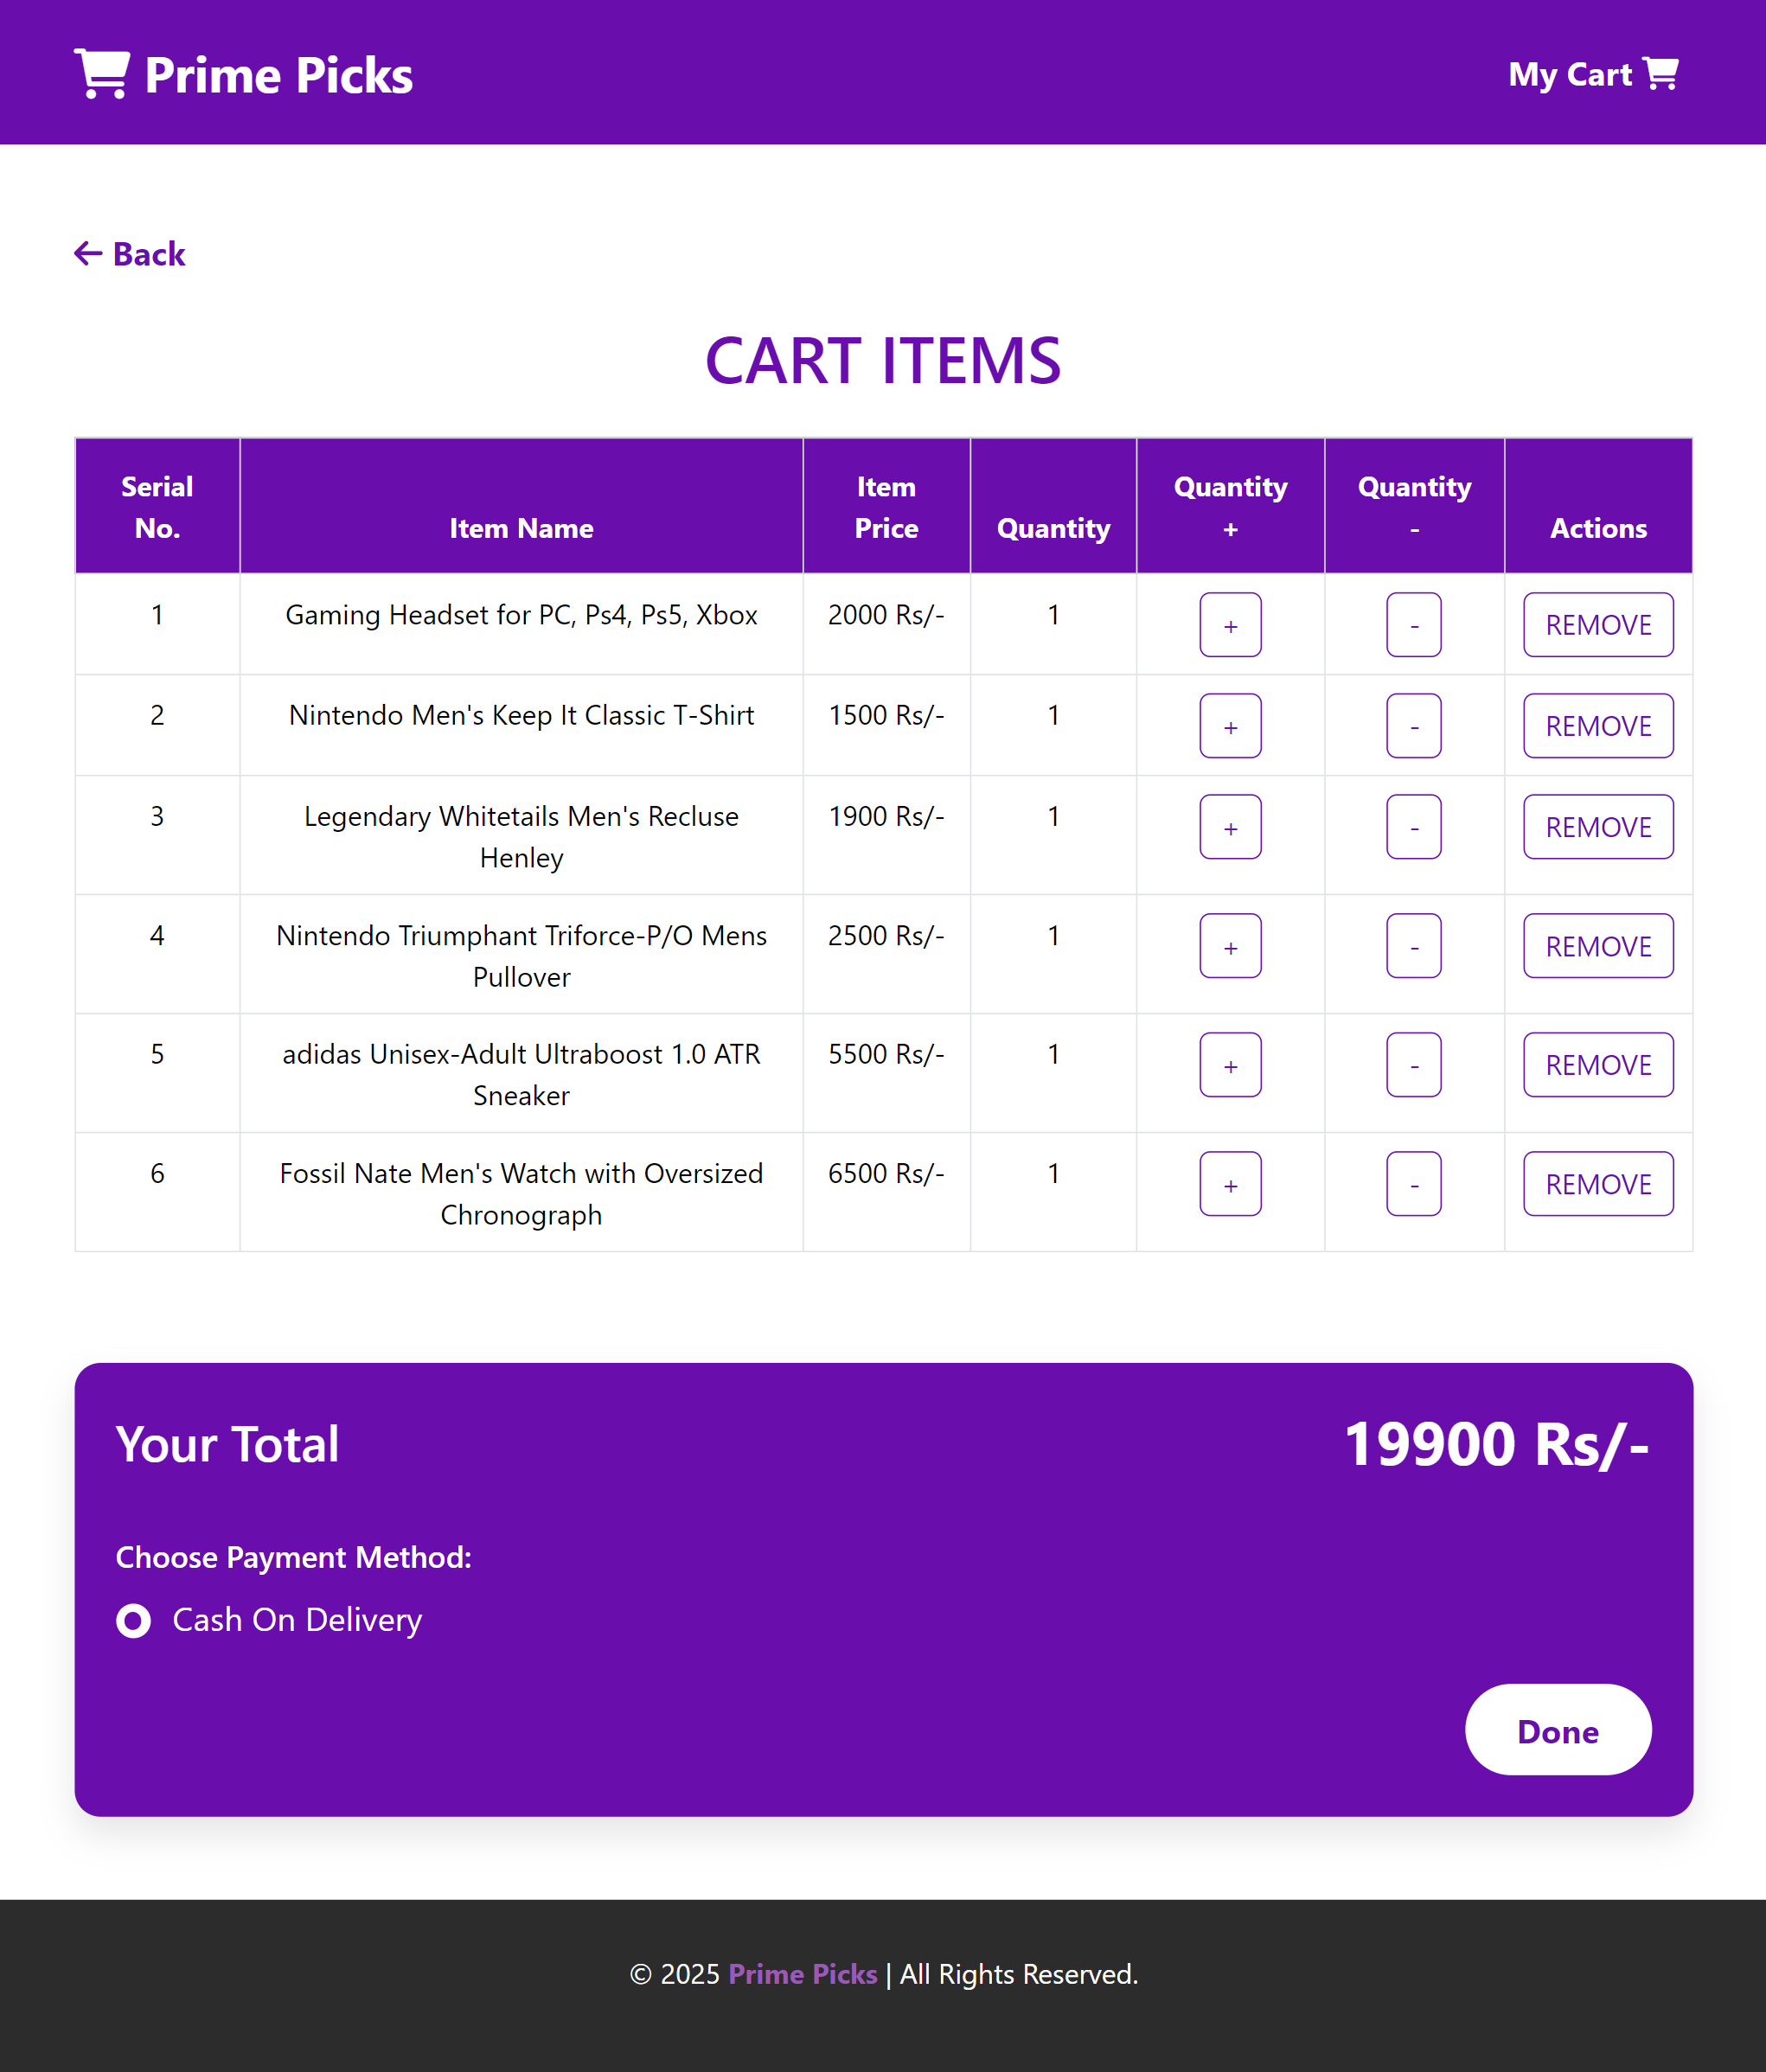 Prime Picks
My Cart
Back
CART ITEMS
Serial No. Item Name Item Price Quantity Quantity + Quantity - Actions
1 Gaming Headset for PC, Ps4, Ps5, Xbox 2000 Rs/- 1 + - REMOVE
2 Nintendo Men's Keep It Classic T-Shirt 1500 Rs/- 1 + - REMOVE
3 Legendary Whitetails Men's Recluse Henley 1900 Rs/- 1 + - REMOVE
4 Nintendo Triumphant Triforce-P/O Mens Pullover 2500 Rs/- 1 + - REMOVE
5 adidas Unisex-Adult Ultraboost 1.0 ATR Sneaker 5500 Rs/- 1 + - REMOVE
6 Fossil Nate Men's Watch with Oversized Chronograph 6500 Rs/- 1 + - REMOVE
Your Total 19900 Rs/-
Choose Payment Method:
Cash On Delivery
Done
© 2025 Prime Picks | All Rights Reserved.